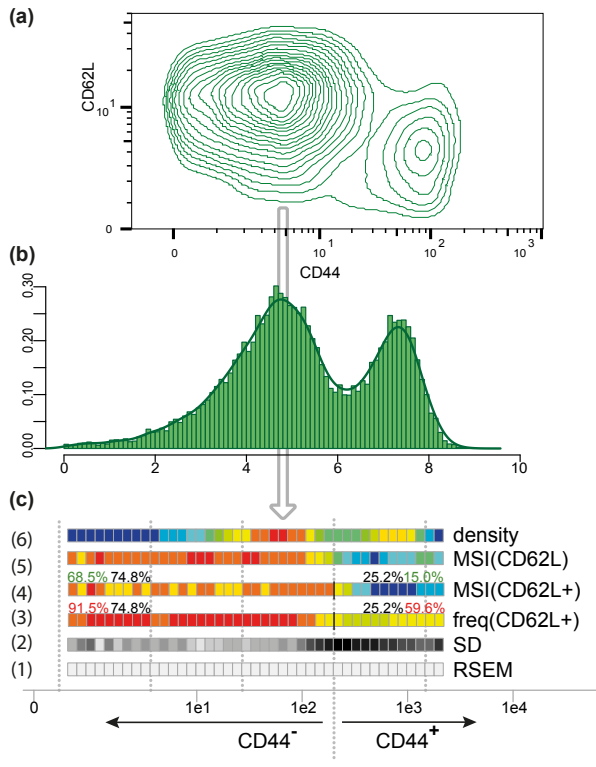 (a)
CD62L
10 1
0
0
10 1
10 2
10 3
CD44
(b)
0.30
0.20
0.10
0.00
0
2
4
6
8
10
(c)
(6)
density
(5)
MSI(CD62L)
68.5% 74.8%
25.2% 15.0%
(4)
MSI(CD62L+)
91.5% 74.8%
25.2% 59.6%
(3)
freq(CD62L+)
(2)
SD
(1)
RSEM
0
1e1
1e2
1e3
1e4
CD44-
CD44+